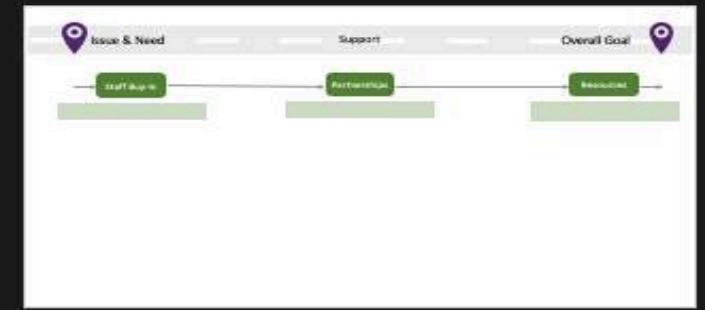 Issue & Need
Support
Overall Goal
Staff Buy-In
Partnerships
Resources